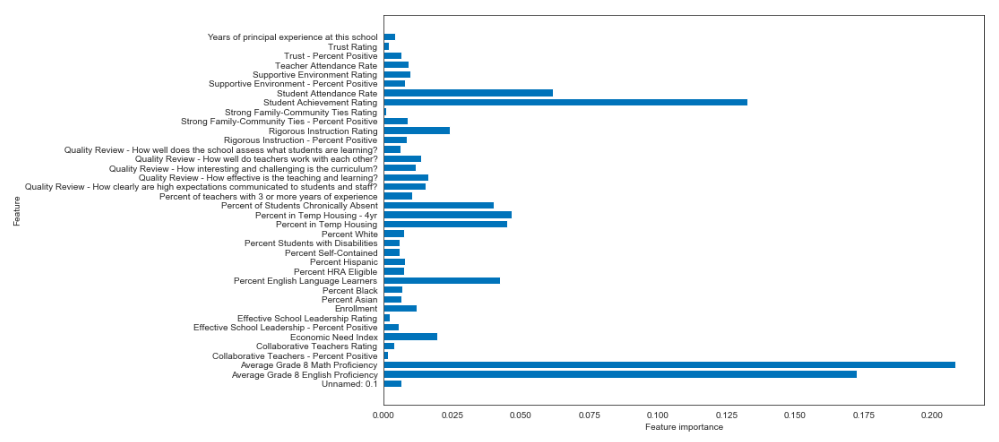 Years of principal experience at this school
Trust Rating
Trust - Percent Positive
Teacher Attendance Rate
Supportive Environment Rating
Supportive Environment - Percent Positive
Student Attendance Rate
Student Achievement Rating
Strong Family-Community Ties Rating
Strong Family-Community Ties - Percent Positive
Rigorous Instruction Rating
Rigorous Instruction - Percent Positive
Quality Review - How well does the school assess what students are learning?
Quality Review - How well do teachers work with each other?
Quality Review - How interesting and challenging is the curriculum?
Quality Review - How effective is the teaching and learning?
Quality Review - How clearly are high expectations communicated to students and staff?
Percent of teachers with 3 or more years of experience
Percent of Students Chronically Absent
Percent in Temp Housing - 4yr
Percent in Temp Housing
Percent White
Percent Students with Disabilities
Percent Self-Contained
Percent Hispanic
Percent HRA Eligible
Percent English Language Learners
Percent Black
Percent Asian
Enrollment
Effective School Leadership Rating
Effective School Leadership - Percent Positive
Economic Need Index
Collaborative Teachers Rating
Collaborative Teachers - Percent Positive
Average Grade 8 Math Proficiency
Average Grade 8 English Proficiency
Unnamed: 0.1
Feature
0.000 0.025 0.050 0.075 0.100 0.125 0.150 0.175 0.200
Feature importance